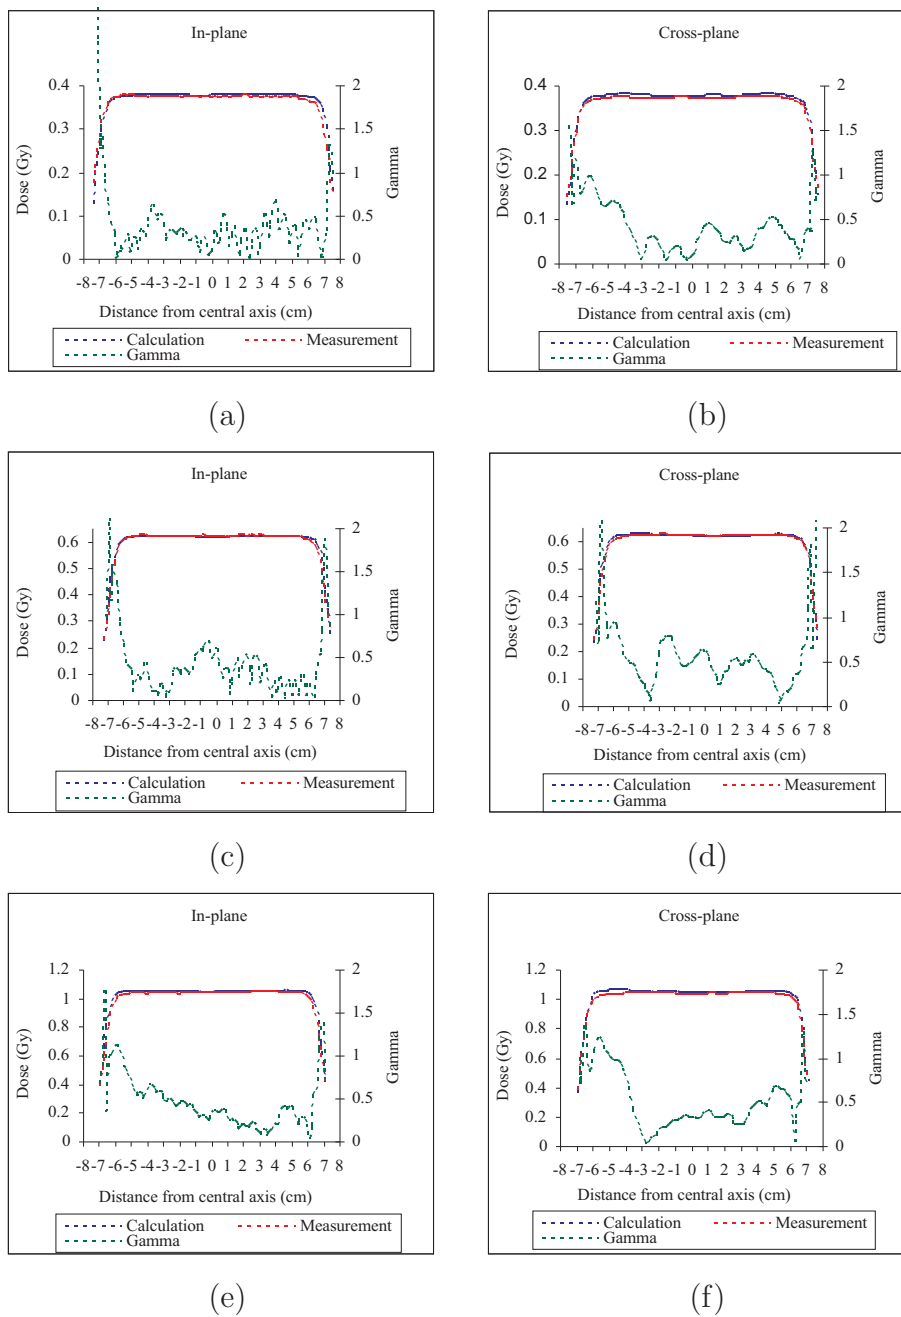 In-plane
0.4
0.3
0.2
0.1
0
2
1.5
1
0.5
0
Dose (Gy)
Gamma
-8 -7 -6 -5 -4 -3 -2 -1 0 1 2 3 4 5 6 7 8
Distance from central axis (cm)
Calculation
Measurement
Gamma
(a)
Cross-plane
0.4
0.3
0.2
0.1
0
2
1.5
1
0.5
0
Dose (Gy)
Gamma
-8 -7 -6 -5 -4 -3 -2 -1 0 1 2 3 4 5 6 7 8
Distance from central axis (cm)
Calculation
Measurement
Gamma
(b)
In-plane
0.6
0.5
0.4
0.3
0.2
0.1
0
2
1.5
1
0.5
0
Dose (Gy)
Gamma
-8 -7 -6 -5 -4 -3 -2 -1 0 1 2 3 4 5 6 7 8
Distance from central axis (cm)
Calculation
Measurement
Gamma
(c)
Cross-plane
0.6
0.5
0.4
0.3
0.2
0.1
0
2
1.5
1
0.5
0
Dose (Gy)
Gamma
-8 -7 -6 -5 -4 -3 -2 -1 0 1 2 3 4 5 6 7 8
Distance from central axis (cm)
Calculation
Measurement
Gamma
(d)
In-plane
1.2
1
0.8
0.6
0.4
0.2
0
2
1.5
1
0.5
0
Dose (Gy)
Gamma
-8 -7 -6 -5 -4 -3 -2 -1 0 1 2 3 4 5 6 7 8
Distance from central axis (cm)
Calculation
Measurement
Gamma
(e)
Cross-plane
1.2
1
0.8
0.6
0.4
0.2
0
2
1.5
1
0.5
0
Dose (Gy)
Gamma
-8 -7 -6 -5 -4 -3 -2 -1 0 1 2 3 4 5 6 7 8
Distance from central axis (cm)
Calculation
Measurement
Gamma
(f)